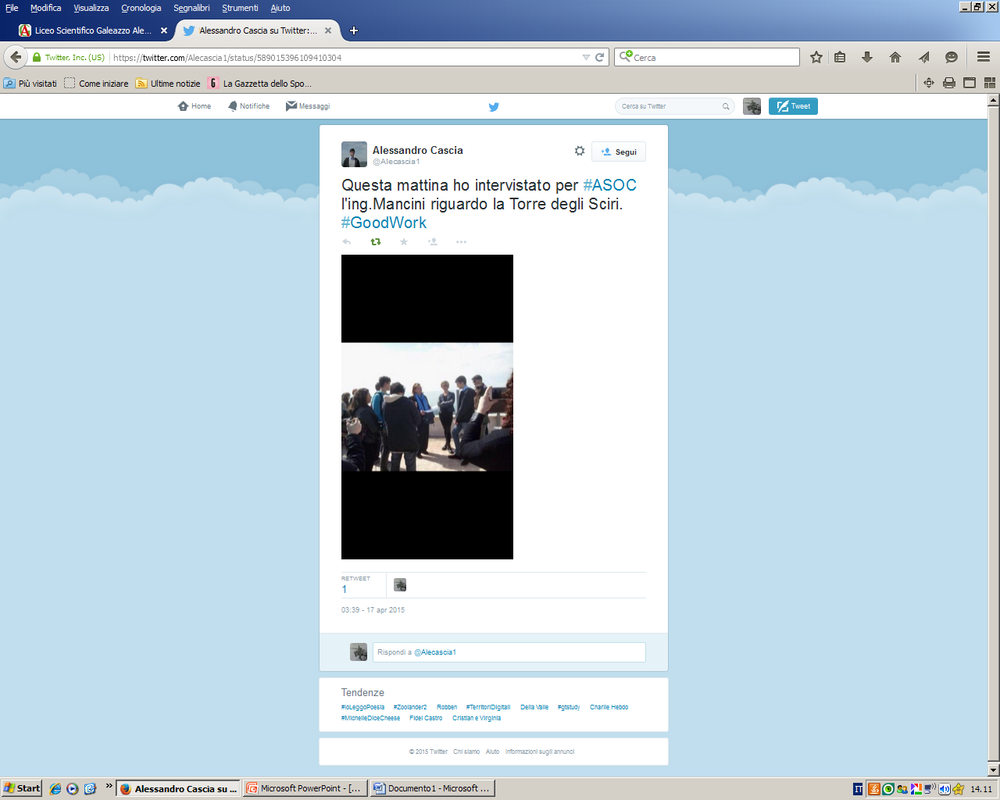 File Modifica Visualizza Cronologia Segnalibri Strumenti Aiuto
Liceo Scientifico Galeazzo Ale... Alessandro Cascia su Twitter:...
Twitter, Inc. (US) https://twitter.com/Alecascia1/status/589015396109410304 Cerca
Più visitati Come iniziare Ultime notizie G La Gazzetta dello Spo...
Home Notifiche Messaggi Cerca su Twitter Tweet
Alessandro Cascia
@Alecascia1
Segui
Questa mattina ho intervistato per #ASOC
l'ing.Mancini riguardo la Torre degli Sciri.
#GoodWork
RETWEET
1
03:39 - 17 apr 2015
Rispondi a @Alecascia1
Tendenze
#IoLeggoPoesia #Zoolander2 Robben #TerritoriDigitali Della Valle #gtstudy Charlie Hebdo
#MichelleDiceCheese Fidel Castro Cristian e Virginia
© 2015 Twitter Chi siamo Aiuto Informazioni sugli annunci
Start Alessandro Cascia su ... Microsoft PowerPoint - [... Documento1 - Microsoft ... IT 14.11